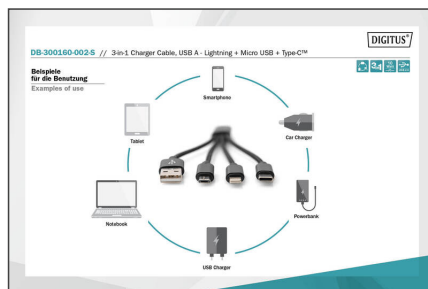 DIGITUS®
DB-300160-002-S // 3-in-1 Charger Cable, USB A - Lightning + Micro USB + Type-C™
Beispiele
für die Benutzung
Examples of use
Smartphone
Tablet
Car Charger
Notebook
Powerbank
USB Charger